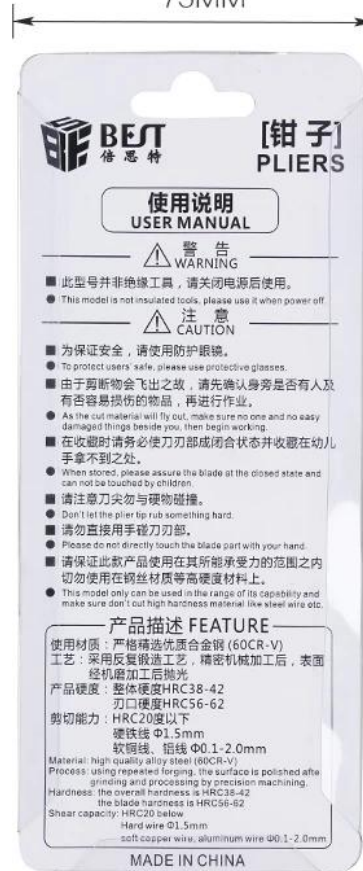 75MM
BEST
倍思特
[钳子]
PLIERS
使用说明
USER MANUAL
警 告
WARNING
■ 此型号并非绝缘工具，请关闭电源后使用。
● This model is not insulated tools, please use it when power off
注 意
CAUTION
■ 为保证安全，请使用防护眼镜。
● To protect users' safe, please use protective glasses.
■ 由于剪断物会飞出之故，请先确认身旁是否有人及
有否容易损伤的物品，再进行作业。
● As the cut material will fly out, make sure no one and no easy
damaged things beside you, then begin working.
■ 在收藏时请务必使刀刃部成闭合状态并收藏在幼儿
手拿不到之处。
● When stored, please assure the blade at the closed state and
can not be touched by children.
■ 请注意刀尖勿与硬物碰撞。
● Don't let the plier tip rub something hard.
■ 请勿直接用手碰刀刃部。
● Please do not directly touch the blade part with your hand.
■ 请保证此款产品使用在其所能承受力的范围之内
切勿使用在钢丝材质等高硬度材料上。
● This model only can be used in the range of its capability and
make sure don't out high hardness material like steel wire etc.
产品描述 FEATURE
使用材质：严格精选优质合金钢 (60CR-V)
工艺：采用反复锻造工艺，精密机械加工后，表面
经机磨加工后抛光
产品硬度：整体硬度HRC38-42
刃口硬度HRC56-62
剪切能力：HRC20度以下
硬铁线 Φ1.5mm
软铜线、铝线 Φ0.1-2.0mm
Material: high quality alloy steel (60CR-V)
Process: using repeated forging, the surface is polished afte
grinding and processing by precision machining.
Hardness: the overall hardness is HRC38-42
the blade hardness is HRC56-62
Shear capacity: HRC20 below
Hard wire Φ1.5mm
soft copper wire, aluminum wire Φ0.1-2.0mm
MADE IN CHINA